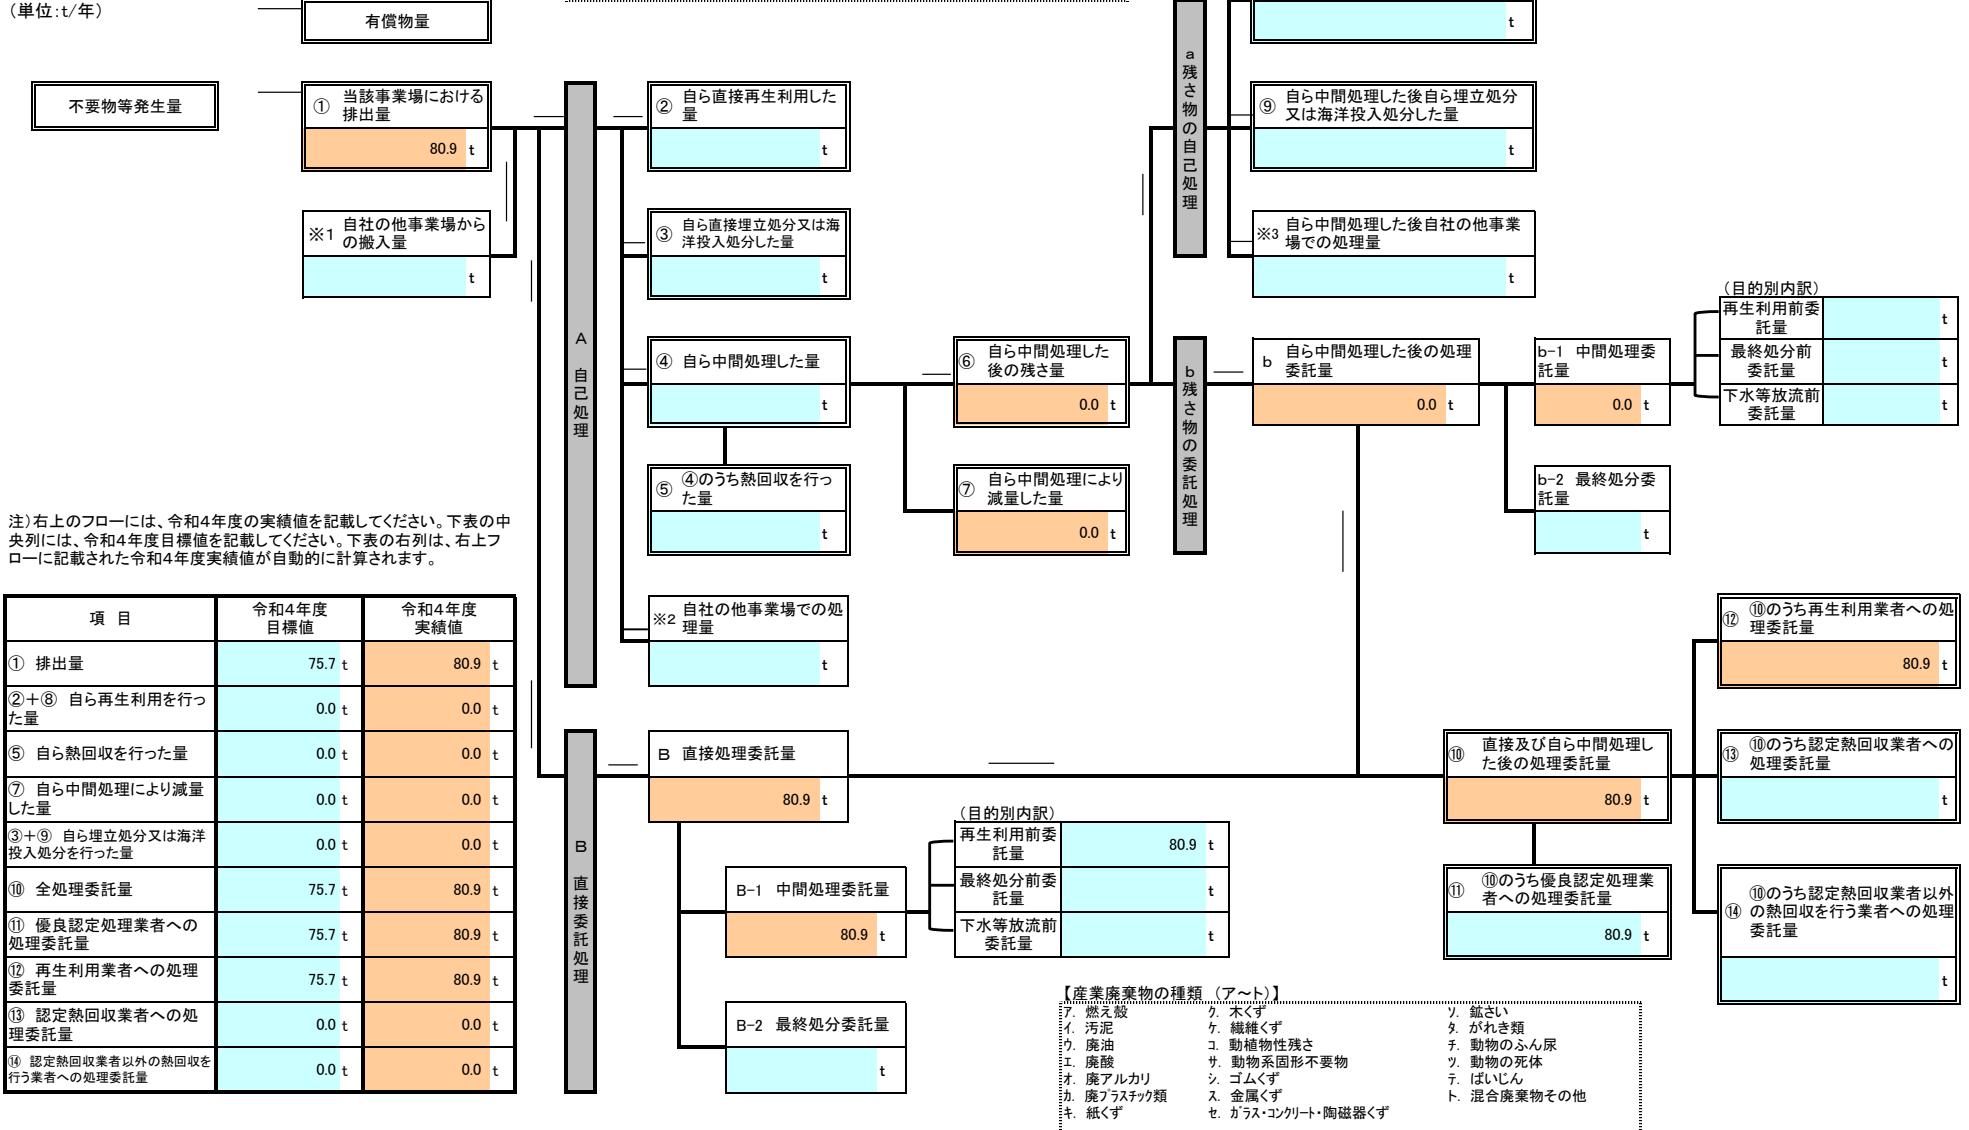 (単位:t/年)
有償物量
t
不要物等発生量
① 当該事業場における
排出量
80.9 t
※1 自社の他事業場から
の搬入量
t
A 自己処理
② 自ら直接再生利用した
量
t
③ 自ら直接埋立処分又は海
洋投入処分した量
t
④ 自ら中間処理した量
t
⑤ ④のうち熱回収を行っ
た量
t
※2 自社の他事業場での処
理量
t
⑥ 自ら中間処理した
後の残さ量
0.0 t
⑦ 自ら中間処理により
減量した量
0.0 t
a 残さ物の自己処理
⑨ 自ら中間処理した後自ら埋立処分
又は海洋投入処分した量
t
※3 自ら中間処理した後自社の他事業
場での処理量
t
b 残さ物の委託処理
b 自ら中間処理した後の処理
委託量
0.0 t
b-1 中間処理委
託量
0.0 t
b-2 最終処分委
託量
t
(目的別内訳)
再生利用前委
託量
t
最終処分前
委託量
t
下水等放流前
委託量
t
注)右上のフローには、令和4年度の実績値を記載してください。下表の中
央列には、令和4年度目標値を記載してください。下表の右列は、右上フ
ローに記載された令和4年度実績値が自動的に計算されます。
項 目 令和4年度
目標値 令和4年度
実績値
① 排出量 75.7 t 80.9 t
②+⑧ 自ら再生利用を行っ
た量 0.0 t 0.0 t
⑤ 自ら熱回収を行った量 0.0 t 0.0 t
⑦ 自ら中間処理により減量
した量 0.0 t 0.0 t
③+⑨ 自ら埋立処分又は海洋
投入処分を行った量 0.0 t 0.0 t
⑩ 全処理委託量 75.7 t 80.9 t
⑪ 優良認定処理業者への
処理委託量 75.7 t 80.9 t
⑫ 再生利用業者への処理
委託量 75.7 t 80.9 t
⑬ 認定熱回収業者への処
理委託量 0.0 t 0.0 t
⑭ 認定熱回収業者以外の熱回収を
行う業者への処理委託量 0.0 t 0.0 t
B 直接委託処理
B 直接処理委託量
80.9 t
B-1 中間処理委託量
80.9 t
B-2 最終処分委託量
t
(目的別内訳)
再生利用前委
託量
80.9 t
最終処分前委
託量
t
下水等放流前
委託量
t
⑩ 直接及び自ら中間処理し
た後の処理委託量
80.9 t
⑪ ⑩のうち優良認定処理業
者への処理委託量
80.9 t
⑫ ⑩のうち再生利用業者への処
理委託量
80.9 t
⑬ ⑩のうち認定熱回収業者への
処理委託量
t
⑭ ⑩のうち認定熱回収業者以外
の熱回収を行う業者への処理
委託量
t
【産業廃棄物の種類 (ア~ト)】
ア. 燃え殻 ク. 木くず ソ. 鉱さい
イ. 汚泥 ケ. 繊維くず タ. がれき類
ウ. 廃油 コ. 動植物性残さ チ. 動物のふん尿
エ. 廃酸 サ. 動物系固形不要物 ツ. 動物の死体
オ. 廃アルカリ シ. ゴムくず テ. ばいじん
カ. 廃プラスチック類 ス. 金属くず ト. 混合廃棄物その他
キ. 紙くず セ. ガラス・コンクリート・陶磁器くず